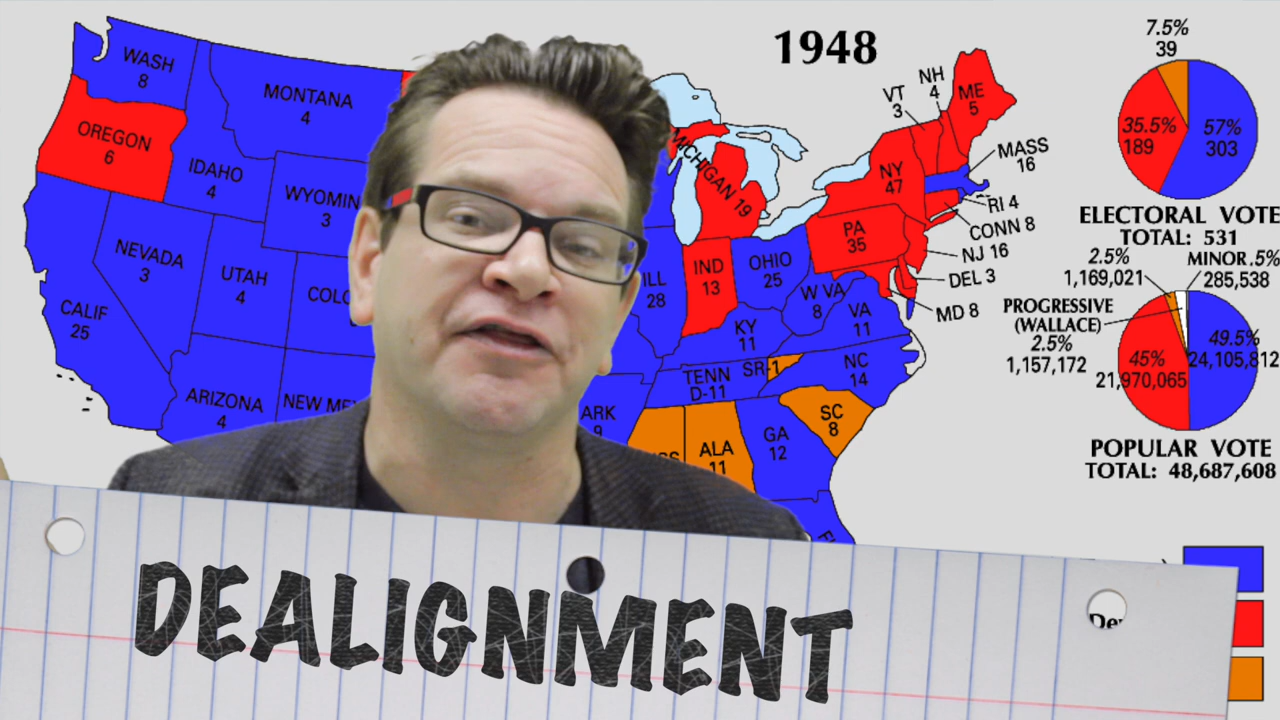 1948
WASH
8
MONTANA
4
OREGON
6
IDAHO
4
WYOMIN
3
NEVADA
3
UTAH
4
COLO
CALIF
25
ARIZONA
4
NEW ME
MICHIGAN 19
ILL
28
IND
13
OHIO
25
W VA
8
VA
11
KY
11
TENN
D-11
SR-1
NC
14
ARK
9
SS
ALA
11
GA
12
SC
8
PA
35
NY
47
VT
3
NH
4
ME
5
MASS
16
RI 4
CONN 8
NJ 16
DEL 3
MD 8
7.5%
39
35.5%
189
57%
303
ELECTORAL VOTE
TOTAL: 531
2.5%
1,169,021
MINOR .5%
285,538
PROGRESSIVE
(WALLACE)
2.5%
1,157,172
45%
21,970,065
49.5%
24,105,812
POPULAR VOTE
TOTAL: 48,687,608
DEALIGNMENT